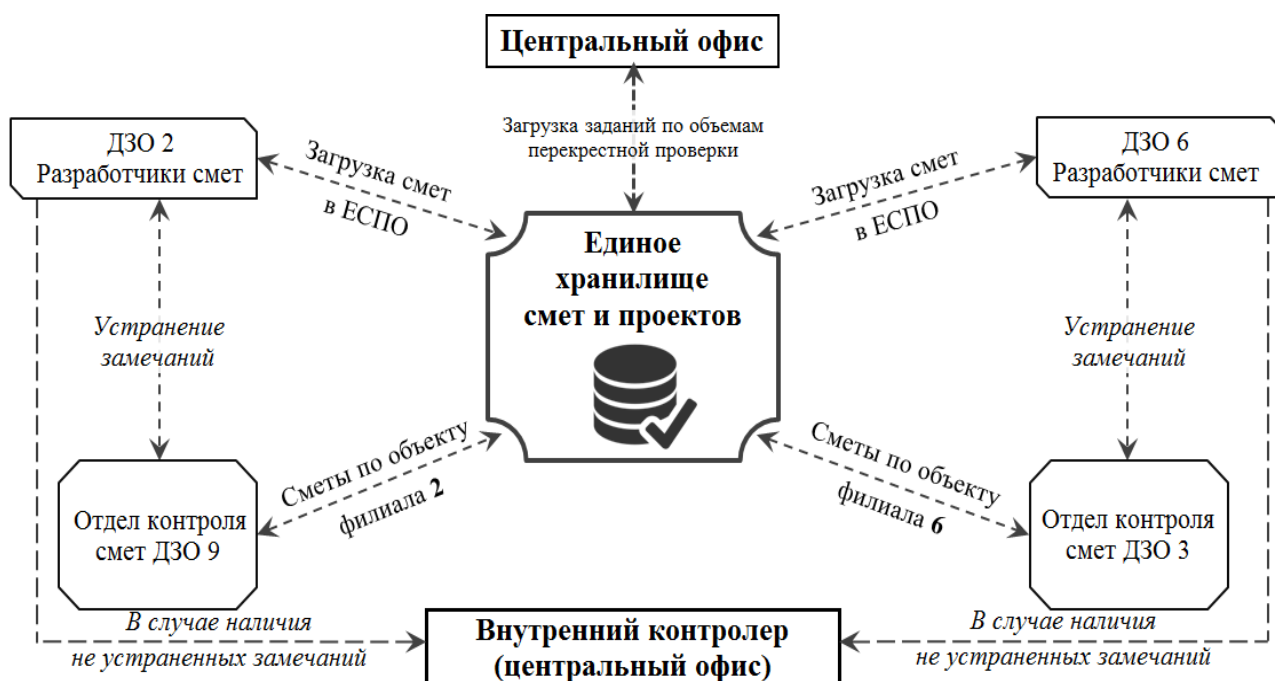 Центральный офис
Загрузка заданий по объемам
перекрестной проверки
ДЗО 2
Разработчики смет
Загрузка смет
в ЕСПО
Загрузка смет
в ЕСПО
ДЗО 6
Разработчики смет
Единое
хранилище
смет и проектов
Устранение
замечаний
Устранение
замечаний
Сметы по объекту
филиала 2
Сметы по объекту
филиала 6
Отдел контроля
смет ДЗО 9
Отдел контроля
смет ДЗО 3
В случае наличия
не устраненных замечаний
Внутренний контролер
(центральный офис)
В случае наличия
не устраненных замечаний